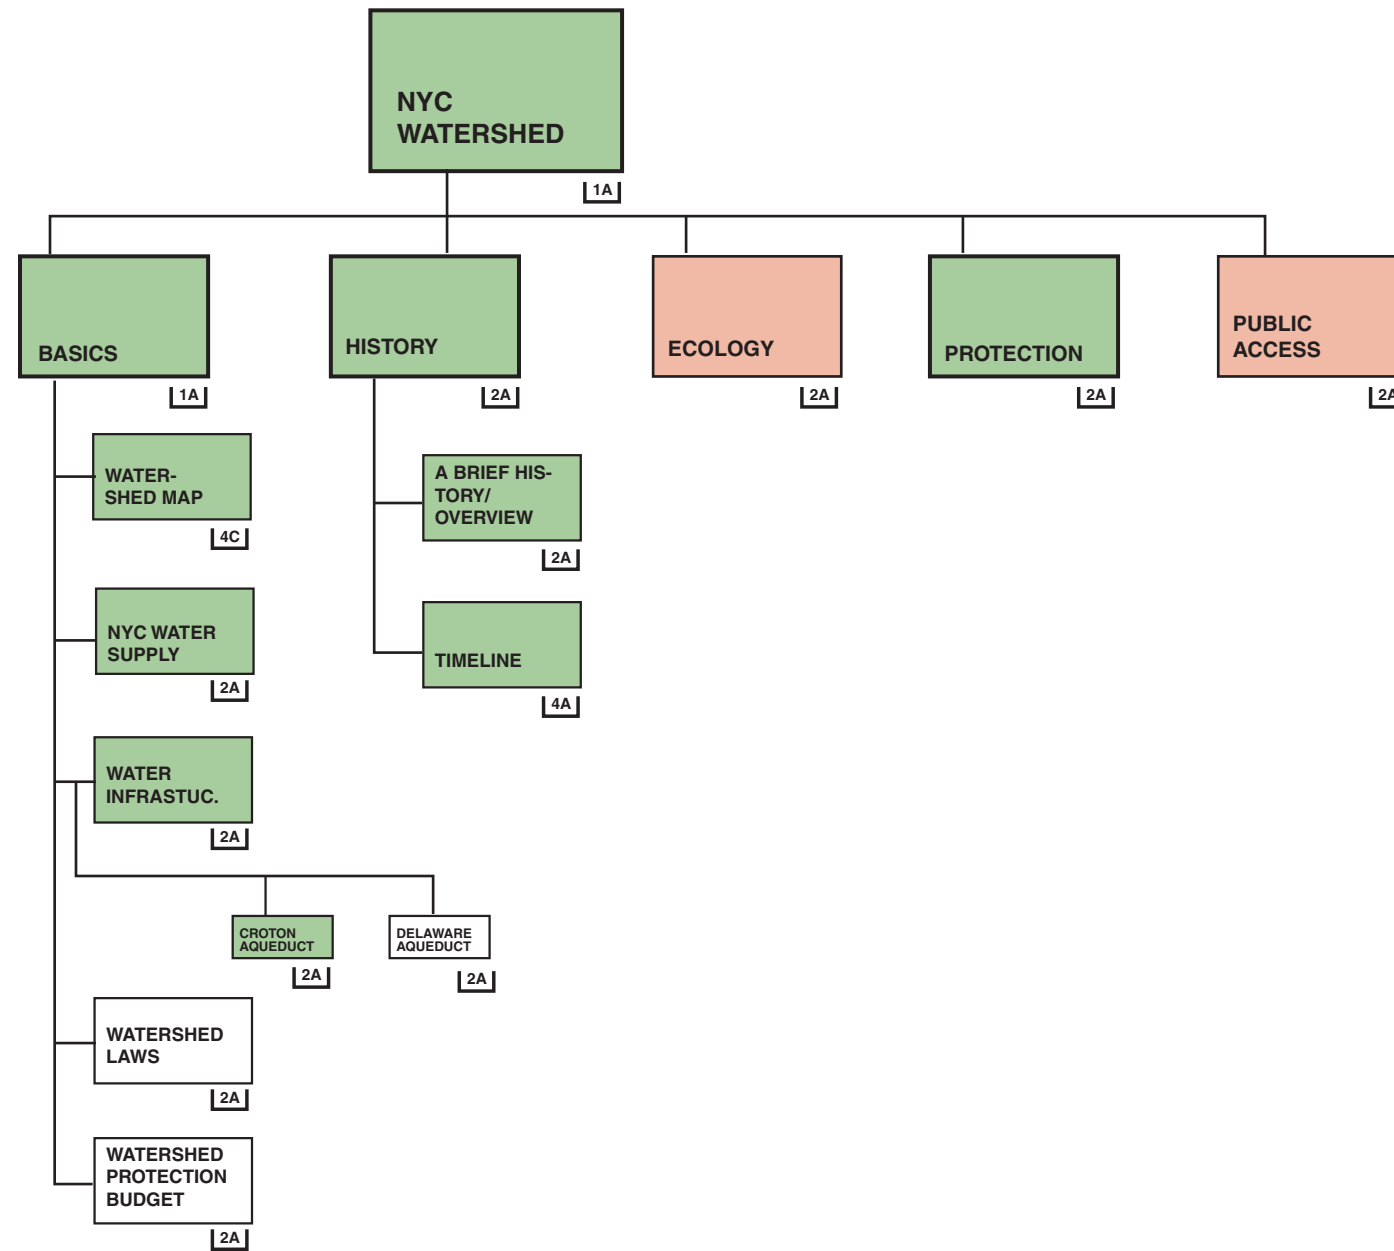 NYC
WATERSHED
1A
BASICS
1A
HISTORY
2A
ECOLOGY
2A
PROTECTION
2A
PUBLIC
ACCESS
2A
WATER-
SHED MAP
4C
NYC WATER
SUPPLY
2A
WATER
INFRASTUC.
2A
CROTON
AQUEDUCT
2A
DELAWARE
AQUEDUCT
2A
WATERSHED
LAWS
2A
WATERSHED
PROTECTION
BUDGET
2A
A BRIEF HIS-
TORY/
OVERVIEW
2A
TIMELINE
4A